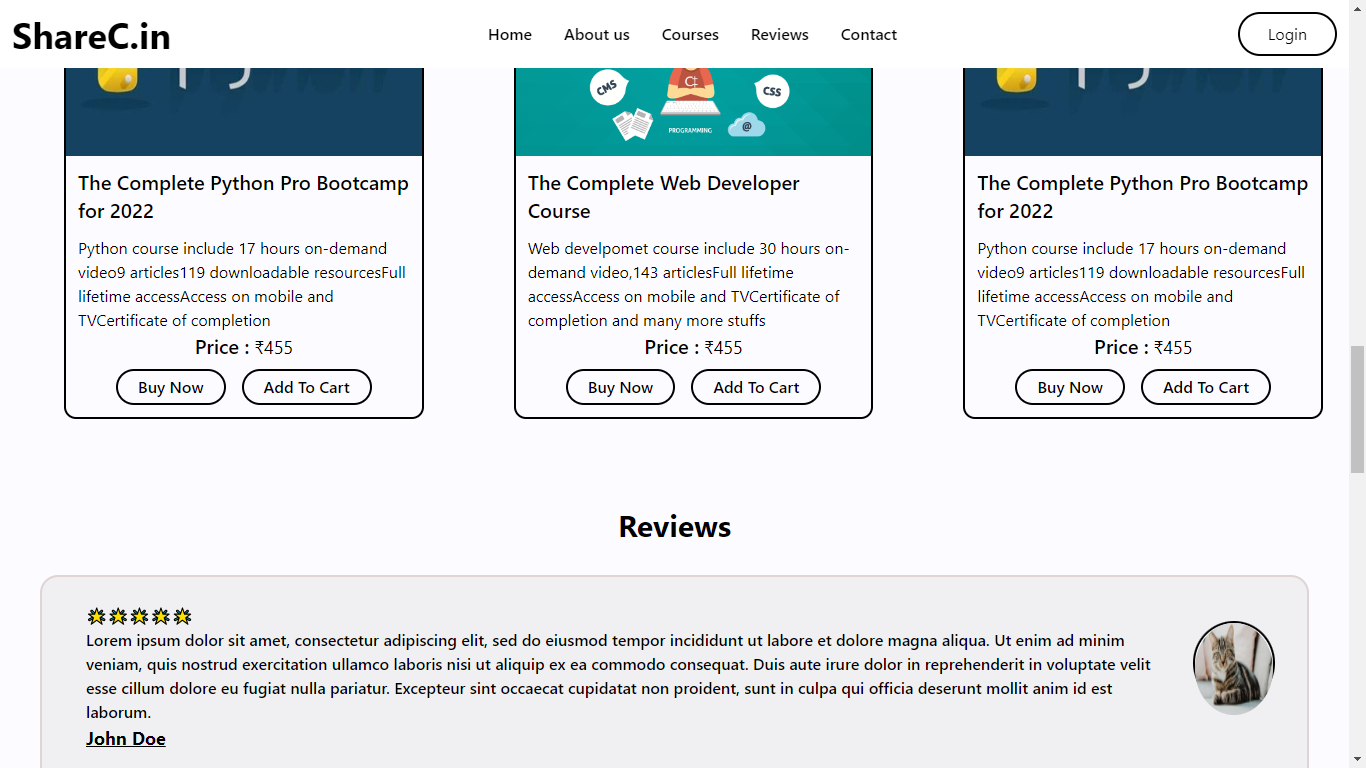 ShareC.in
Home
About us
Courses
Reviews
Contact
Login
CMS
C‡
CSS
@
PROGRAMMING
The Complete Python Pro Bootcamp
for 2022
Python course include 17 hours on-demand
video9 articles119 downloadable resourcesFull
lifetime accessAccess on mobile and
TVCertificate of completion
Price : ₹455
Buy Now
Add To Cart
The Complete Web Developer
Course
Web develpomet course include 30 hours on-
demand video,143 articlesFull lifetime
accessAccess on mobile and TVCertificate of
completion and many more stuffs
Price : ₹455
Buy Now
Add To Cart
The Complete Python Pro Bootcamp
for 2022
Python course include 17 hours on-demand
video9 articles119 downloadable resourcesFull
lifetime accessAccess on mobile and
TVCertificate of completion
Price : ₹455
Buy Now
Add To Cart
Reviews
Lorem ipsum dolor sit amet, consectetur adipiscing elit, sed do eiusmod tempor incididunt ut labore et dolore magna aliqua. Ut enim ad minim
veniam, quis nostrud exercitation ullamco laboris nisi ut aliquip ex ea commodo consequat. Duis aute irure dolor in reprehenderit in voluptate velit
esse cillum dolore eu fugiat nulla pariatur. Excepteur sint occaecat cupidatat non proident, sunt in culpa qui officia deserunt mollit anim id est
laborum.
John Doe